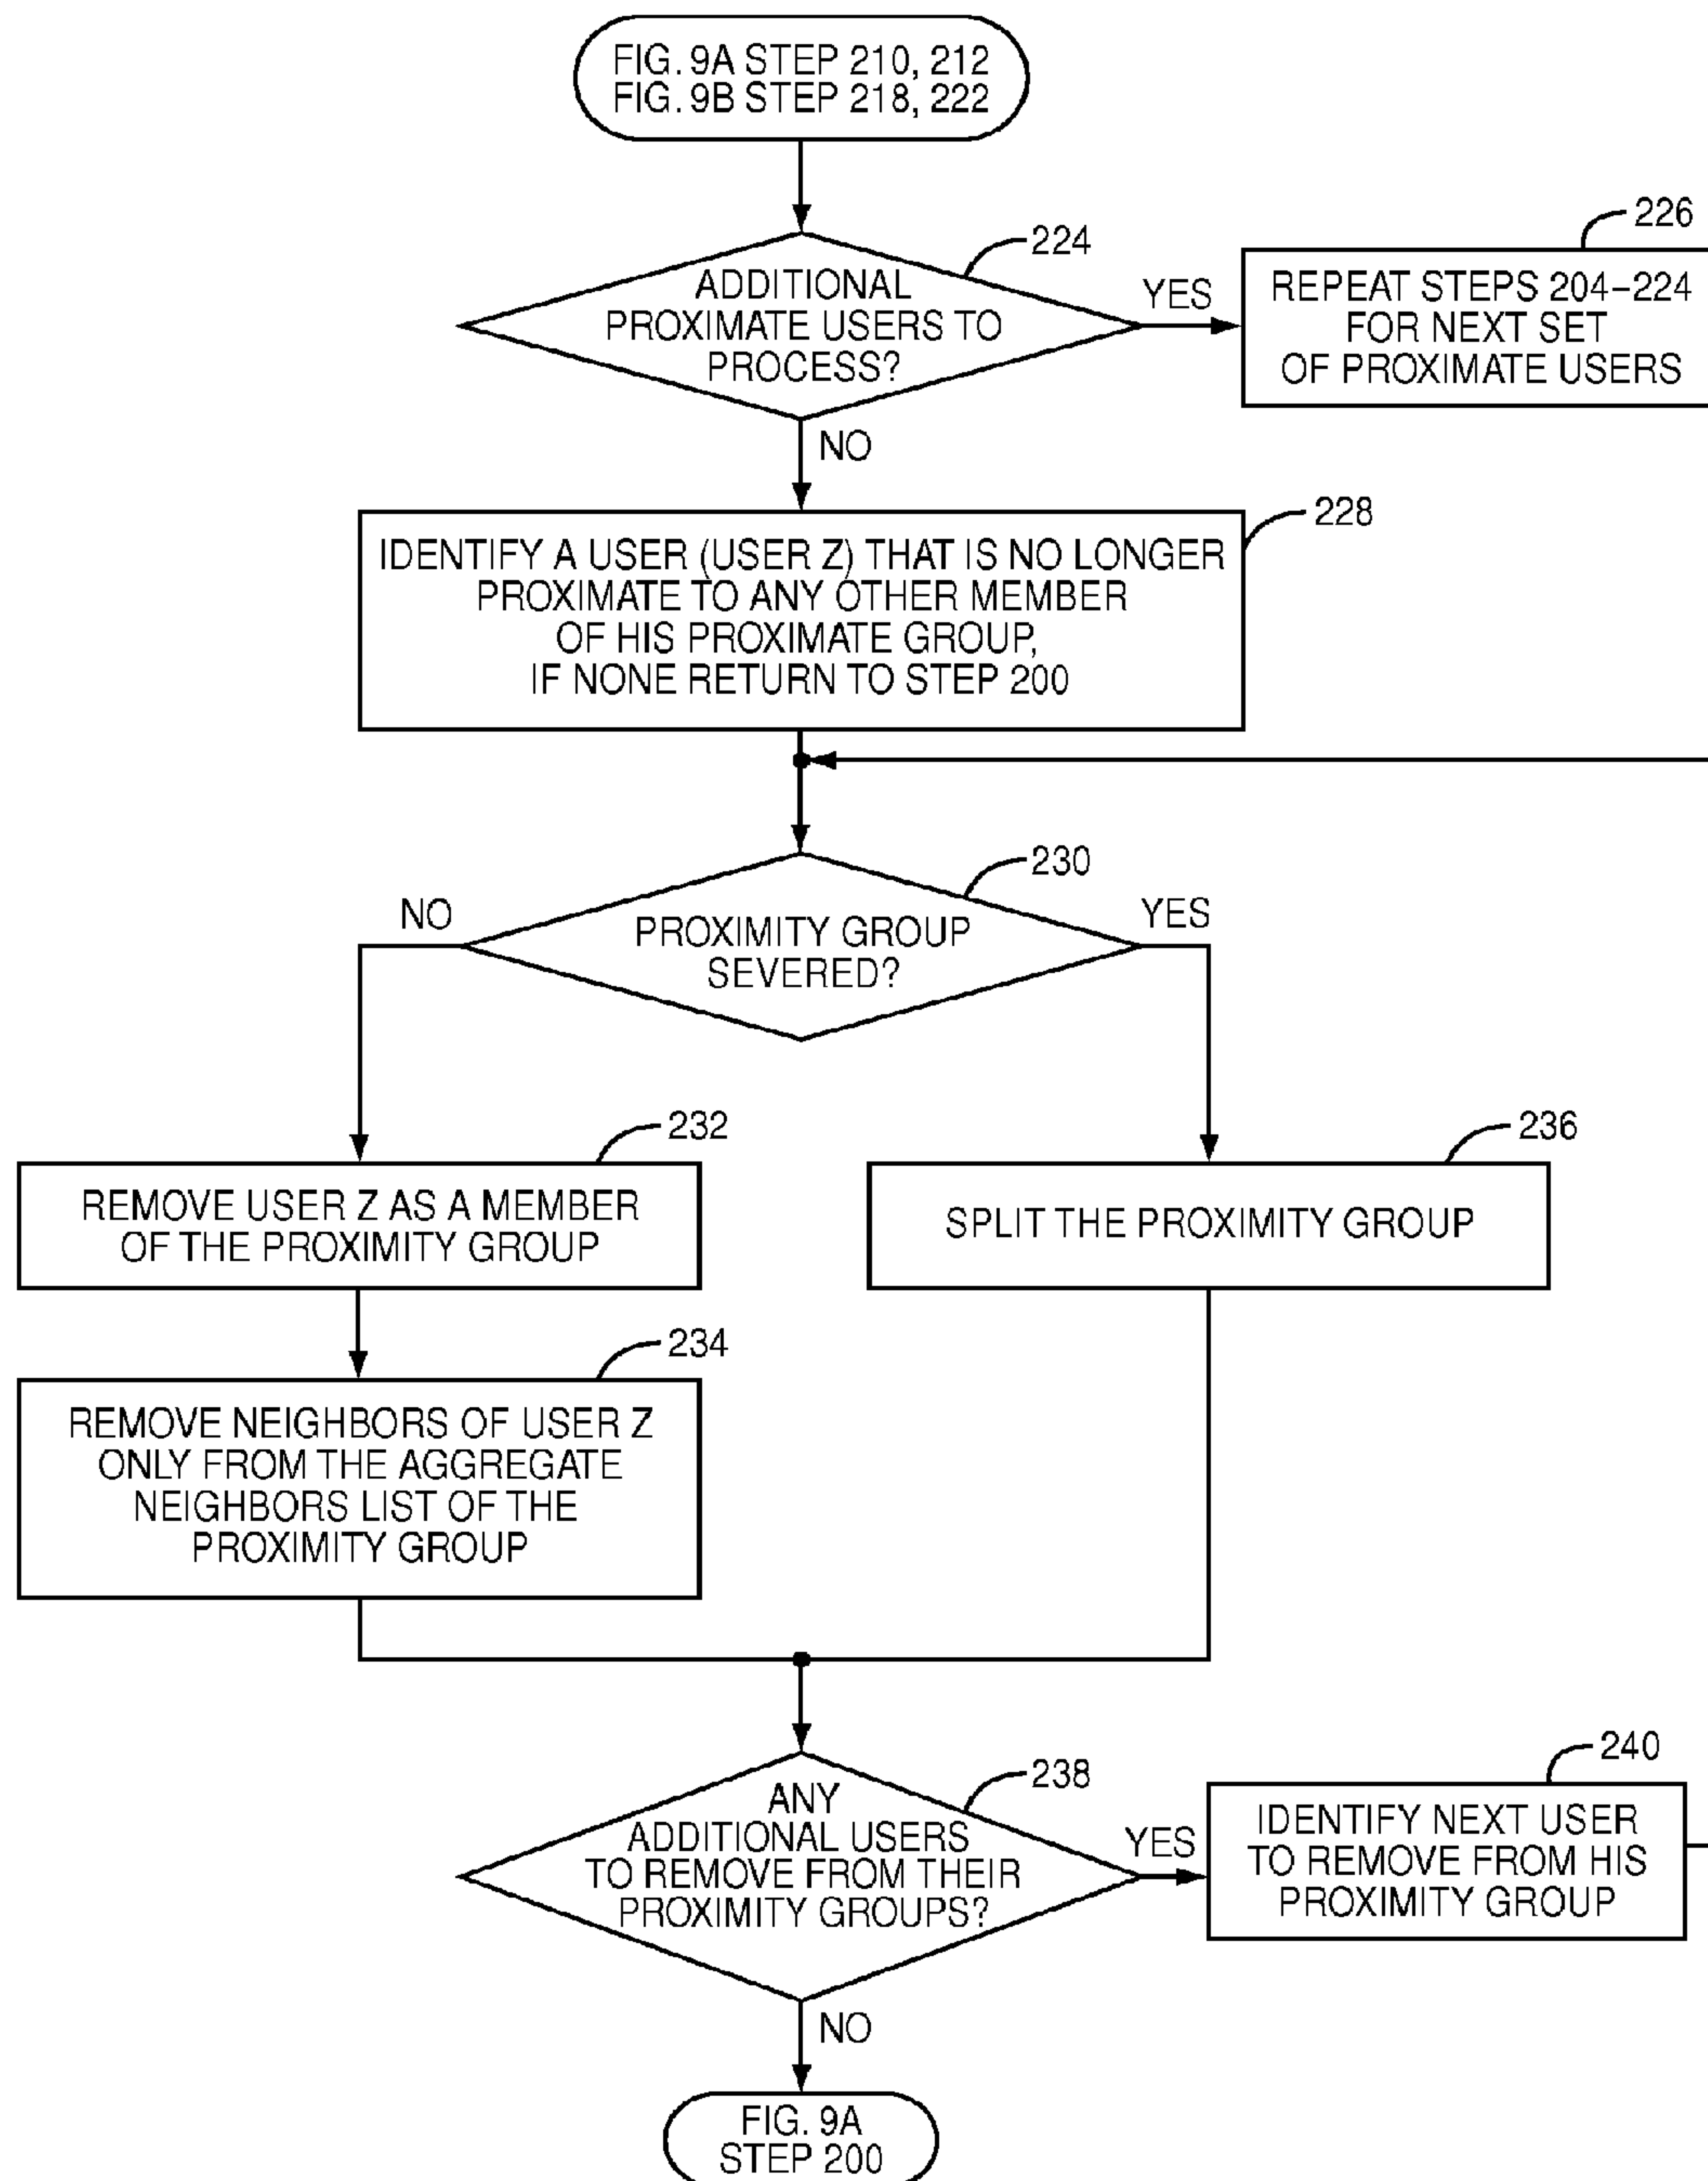 FIG. 9A STEP 210, 212
FIG. 9B STEP 218, 222
224
ADDITIONAL
PROXIMATE USERS TO
PROCESS?
YES
226
REPEAT STEPS 204–224
FOR NEXT SET
OF PROXIMATE USERS
NO
228
IDENTIFY A USER (USER Z) THAT IS NO LONGER
PROXIMATE TO ANY OTHER MEMBER
OF HIS PROXIMATE GROUP,
IF NONE RETURN TO STEP 200
230
NO
PROXIMITY GROUP
SEVERED?
YES
232
REMOVE USER Z AS A MEMBER
OF THE PROXIMITY GROUP
236
SPLIT THE PROXIMITY GROUP
234
REMOVE NEIGHBORS OF USER Z
ONLY FROM THE AGGREGATE
NEIGHBORS LIST OF THE
PROXIMITY GROUP
238
ANY
ADDITIONAL USERS
TO REMOVE FROM THEIR
PROXIMITY GROUPS?
YES
240
IDENTIFY NEXT USER
TO REMOVE FROM HIS
PROXIMITY GROUP
NO
FIG. 9A
STEP 200